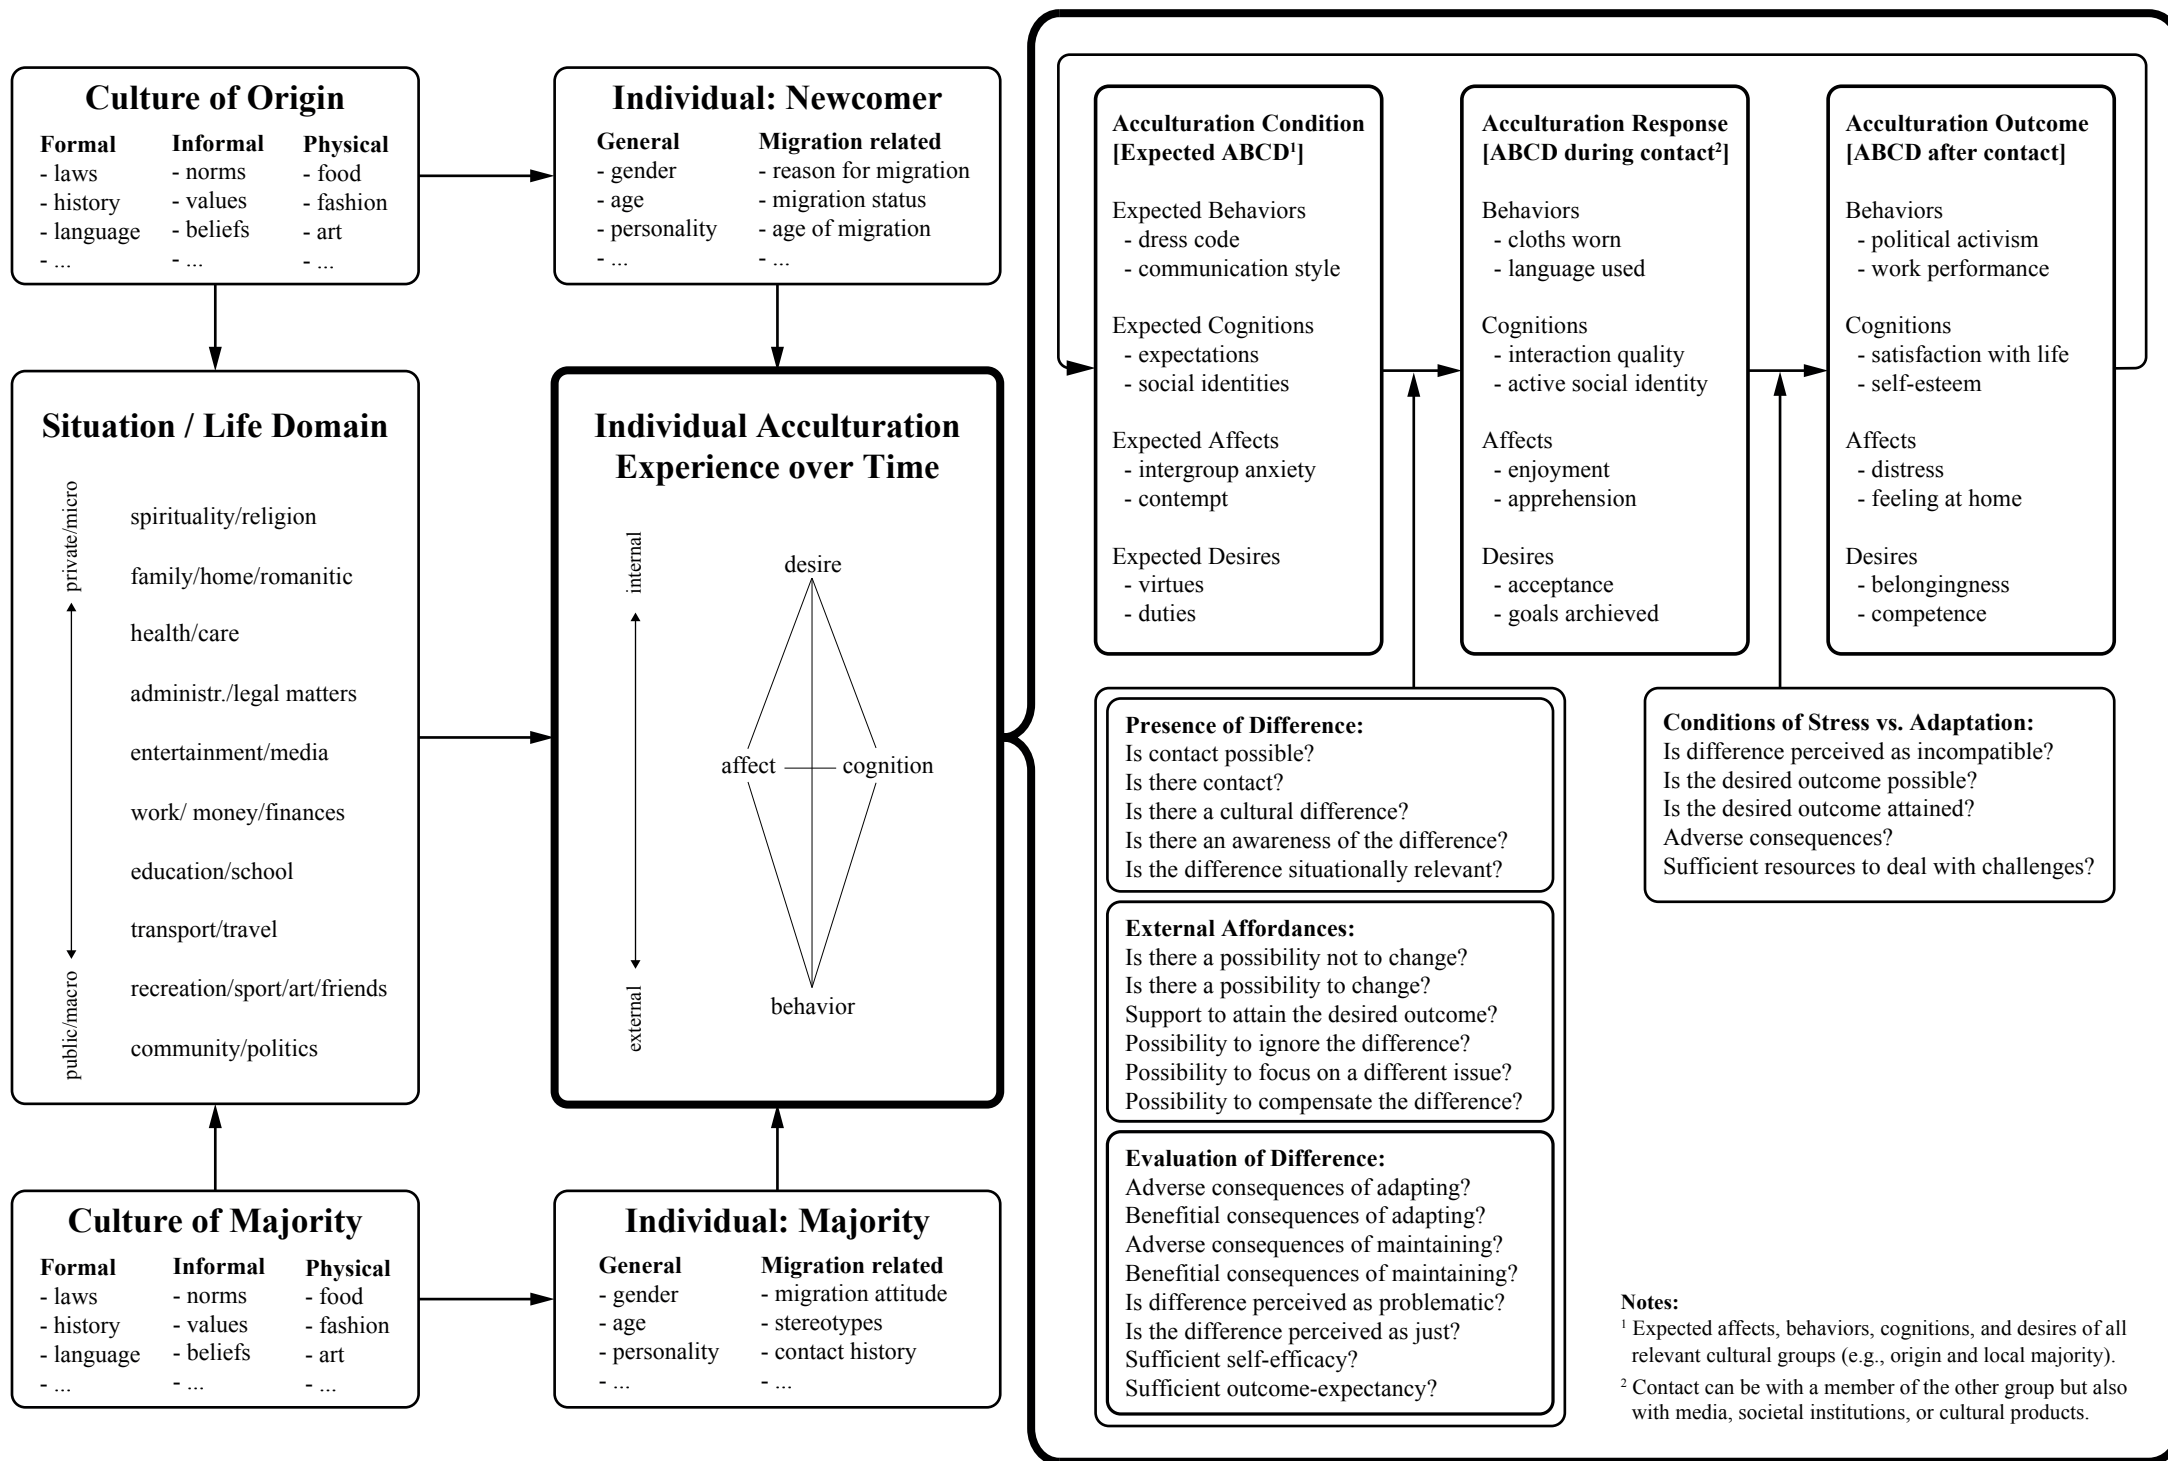 Culture of Origin
Formal
- laws
- history
- language
- ...
Informal
- norms
- values
- beliefs
- ...
Physical
- food
- fashion
- art
- ...
Individual: Newcomer
General
- gender
- age
- personality
- ...
Migration related
- reason for migration
- migration status
- age of migration
- ...
Situation / Life Domain
private/micro
public/macro
spirituality/religion
family/home/romanitic
health/care
administr./legal matters
entertainment/media
work/ money/finances
education/school
transport/travel
recreation/sport/art/friends
community/politics
Individual Acculturation
Experience over Time
internal
external
desire
affect
cognition
behavior
Culture of Majority
Formal
- laws
- history
- language
- ...
Informal
- norms
- values
- beliefs
- ...
Physical
- food
- fashion
- art
- ...
Individual: Majority
General
- gender
- age
- personality
- ...
Migration related
- migration attitude
- stereotypes
- contact history
- ...
Acculturation Condition
[Expected ABCD¹]
Expected Behaviors
- dress code
- communication style
Expected Cognitions
- expectations
- social identities
Expected Affects
- intergroup anxiety
- contempt
Expected Desires
- virtues
- duties
Acculturation Response
[ABCD during contact²]
Behaviors
- cloths worn
- language used
Cognitions
- interaction quality
- active social identity
Affects
- enjoyment
- apprehension
Desires
- acceptance
- goals archieved
Acculturation Outcome
[ABCD after contact]
Behaviors
- political activism
- work performance
Cognitions
- satisfaction with life
- self-esteem
Affects
- distress
- feeling at home
Desires
- belongingness
- competence
Presence of Difference:
Is contact possible?
Is there contact?
Is there a cultural difference?
Is there an awareness of the difference?
Is the difference situationally relevant?
External Affordances:
Is there a possibility not to change?
Is there a possibility to change?
Support to attain the desired outcome?
Possibility to ignore the difference?
Possibility to focus on a different issue?
Possibility to compensate the difference?
Evaluation of Difference:
Adverse consequences of adapting?
Benefitial consequences of adapting?
Adverse consequences of maintaining?
Benefitial consequences of maintaining?
Is difference perceived as problematic?
Is the difference perceived as just?
Sufficient self-efficacy?
Sufficient outcome-expectancy?
Conditions of Stress vs. Adaptation:
Is difference perceived as incompatible?
Is the desired outcome possible?
Is the desired outcome attained?
Adverse consequences?
Sufficient resources to deal with challenges?
Notes:
¹ Expected affects, behaviors, cognitions, and desires of all
relevant cultural groups (e.g., origin and local majority).
² Contact can be with a member of the other group but also
with media, societal institutions, or cultural products.